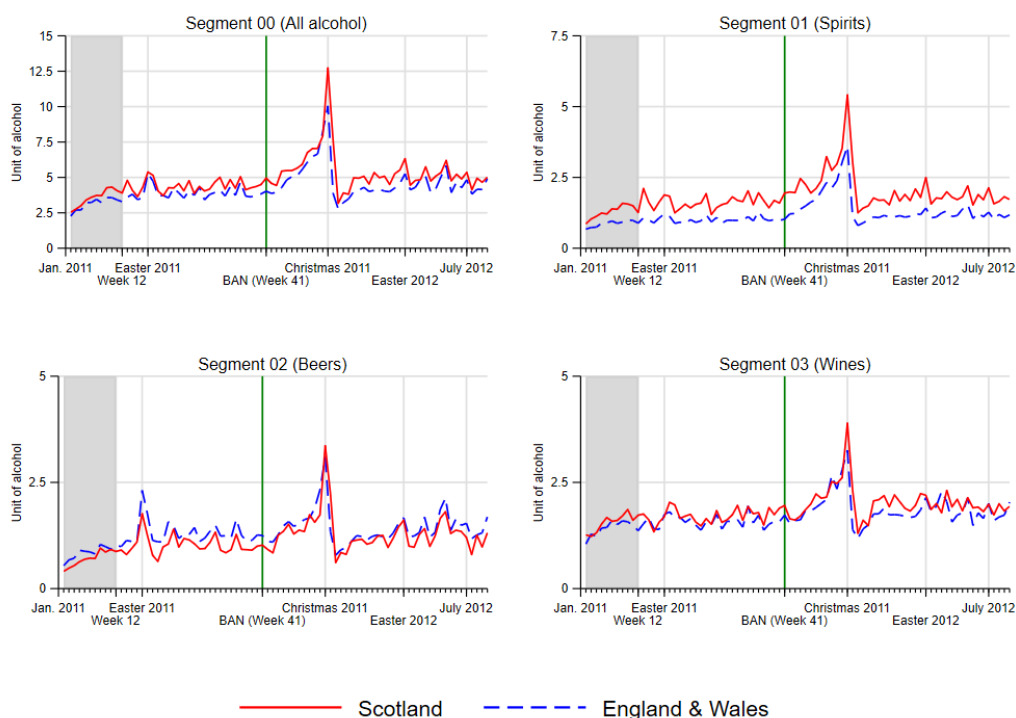 Segment 00 (All alcohol)
Unit of alcohol
15
12.5
10
7.5
5
2.5
0
Jan. 2011 Easter 2011 Christmas 2011 July 2012
Week 12 BAN (Week 41) Easter 2012
Segment 01 (Spirits)
Unit of alcohol
7.5
5
2.5
0
Jan. 2011 Easter 2011 Christmas 2011 July 2012
Week 12 BAN (Week 41) Easter 2012
Segment 02 (Beers)
Unit of alcohol
5
2.5
0
Jan. 2011 Easter 2011 Christmas 2011 July 2012
Week 12 BAN (Week 41) Easter 2012
Segment 03 (Wines)
Unit of alcohol
5
2.5
0
Jan. 2011 Easter 2011 Christmas 2011 July 2012
Week 12 BAN (Week 41) Easter 2012
Scotland England & Wales